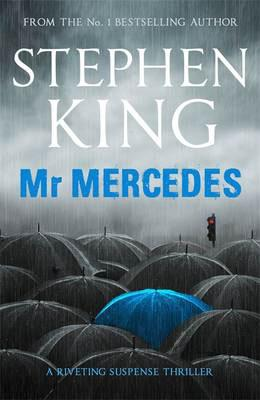 FROM THE No. 1 BESTSELLING AUTHOR
STEPHEN
KING
Mr MERCEDES
A RIVETING SUSPENSE THRILLER